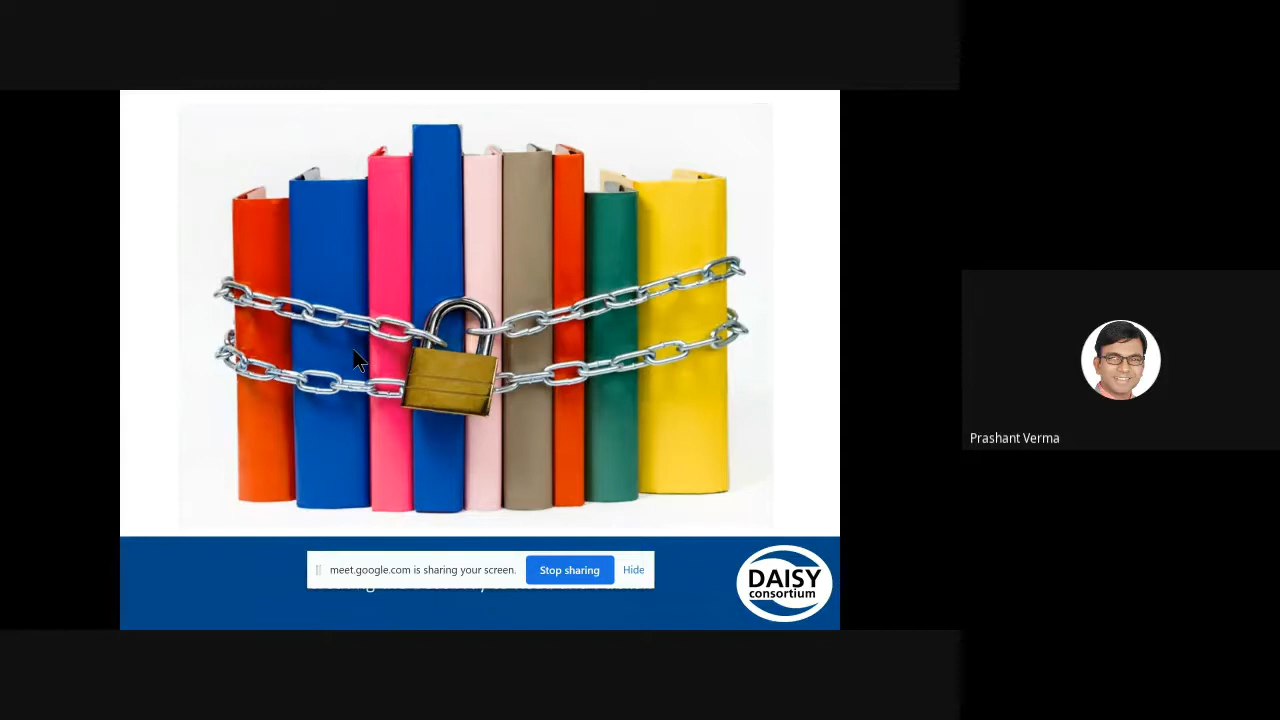 meet.google.com is sharing your screen.
Stop sharing
Hide
DAISY
consortium
Prashant Verma